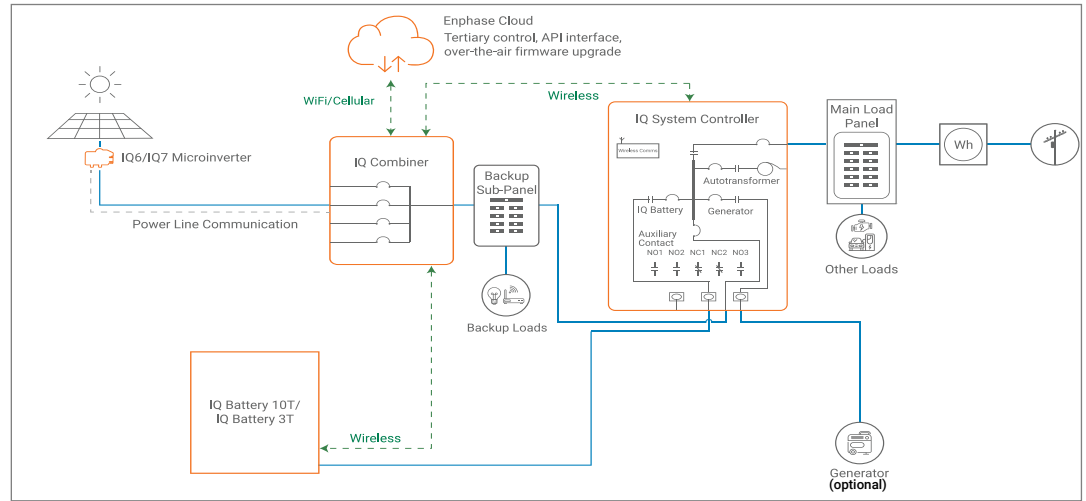 Enphase Cloud
Tertiary control, API interface,
over-the-air firmware upgrade
WiFi/Cellular
Wireless
IQ6/IQ7 Microinverter
Power Line Communication
IQ Combiner
Backup
Sub-Panel
Backup Loads
IQ System Controller
Wireless Comms
Autotransformer
IQ Battery
Generator
Auxiliary
Contact
NO1
NO2
NC1
NC2
NO3
Main Load
Panel
Wh
Other Loads
IQ Battery 10T/
IQ Battery 3T
Wireless
Generator
(optional)